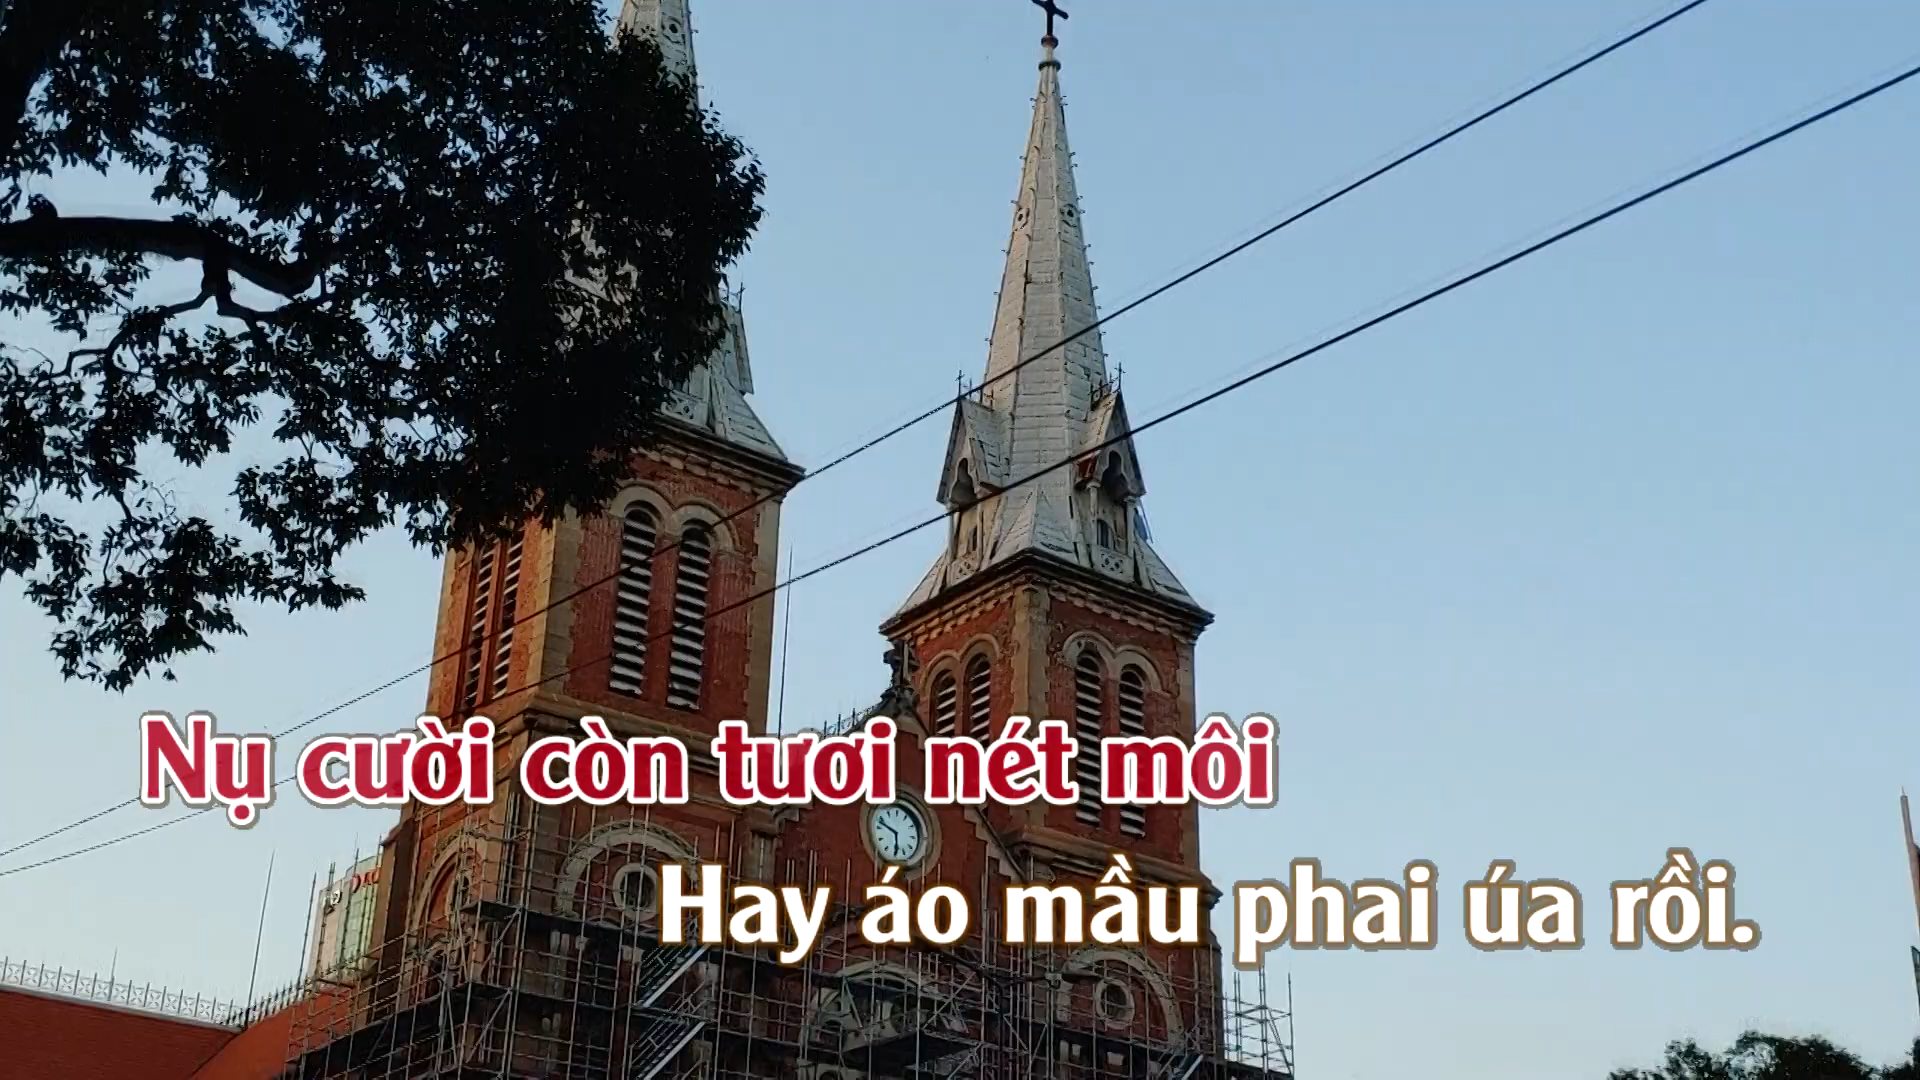 Nụ cười còn tươi nét môi
Hay áo mầu phai úa rồi.